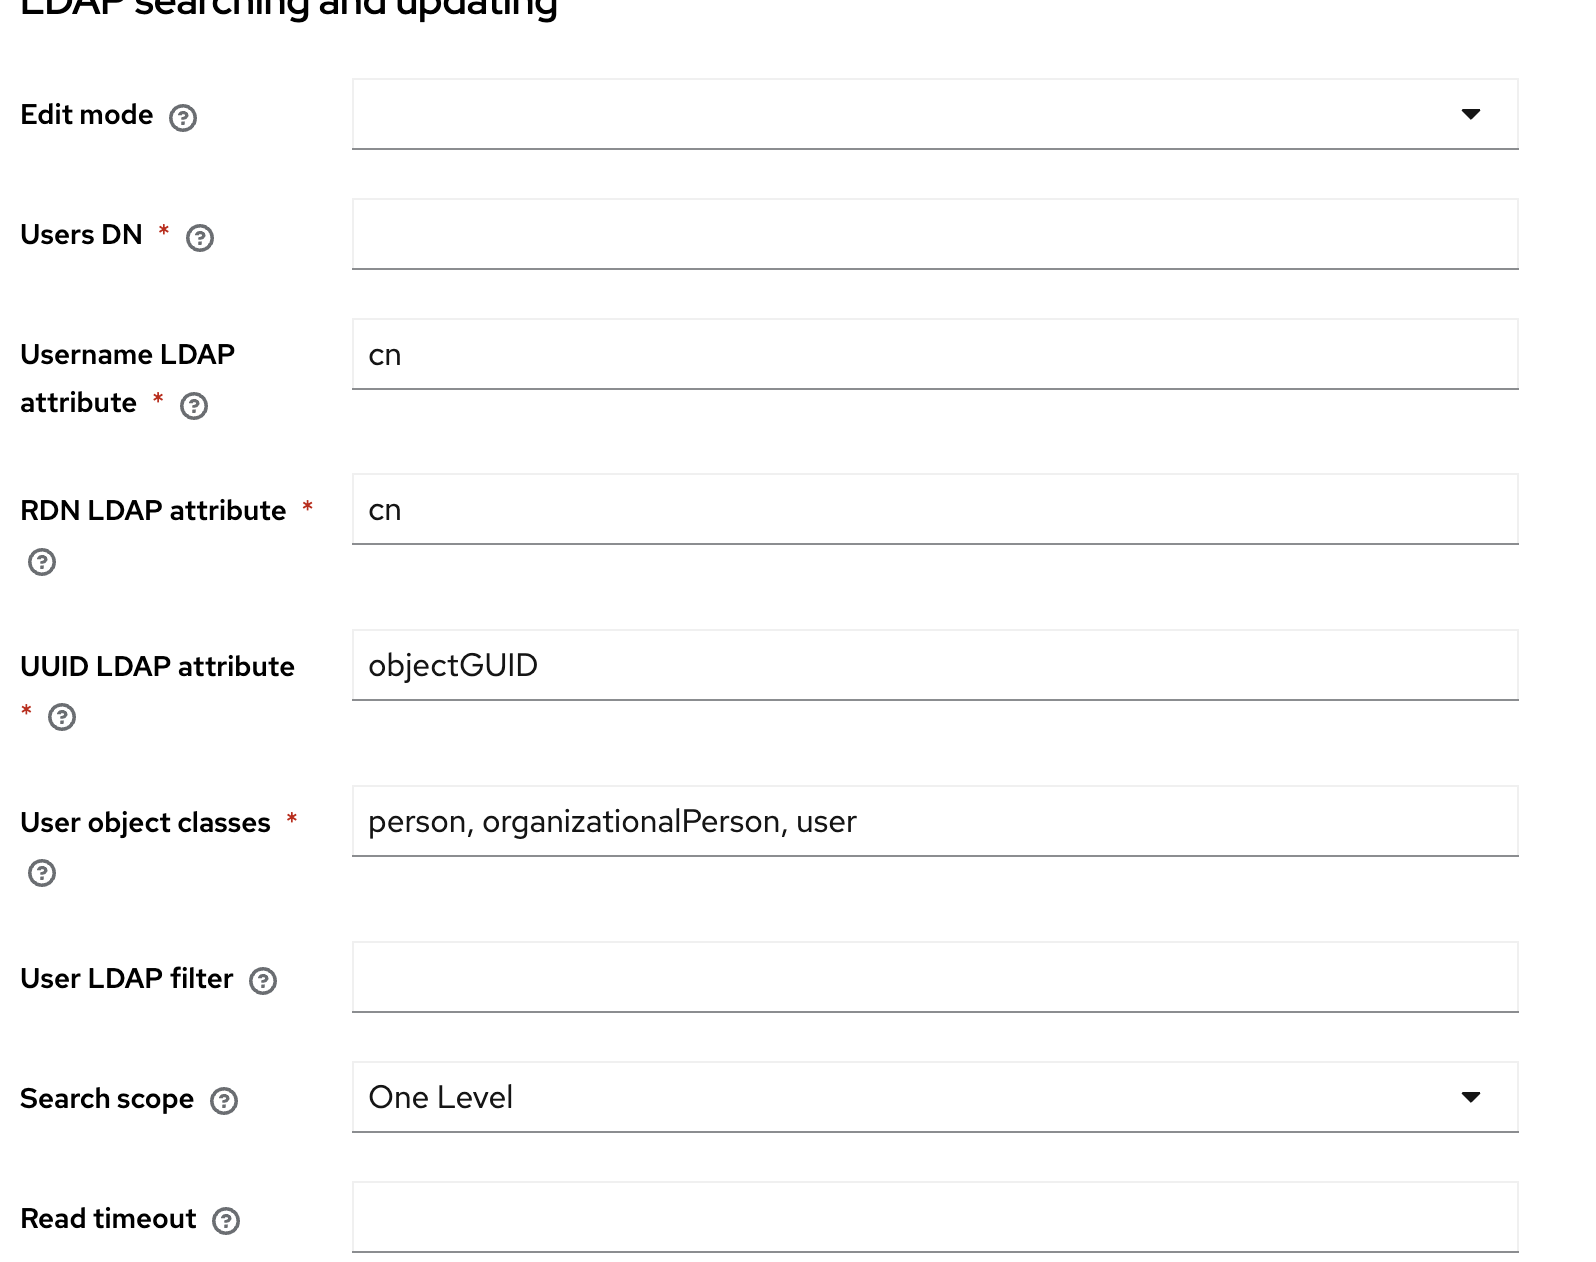 LDAP searching and updating
Edit mode
Users DN *
Username LDAP
attribute *
cn
RDN LDAP attribute *
cn
UUID LDAP attribute
*
objectGUID
User object classes *
person, organizationalPerson, user
User LDAP filter
Search scope
One Level
Read timeout